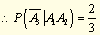 ∴ P(A̅₃|A₁A₂) = 2/3